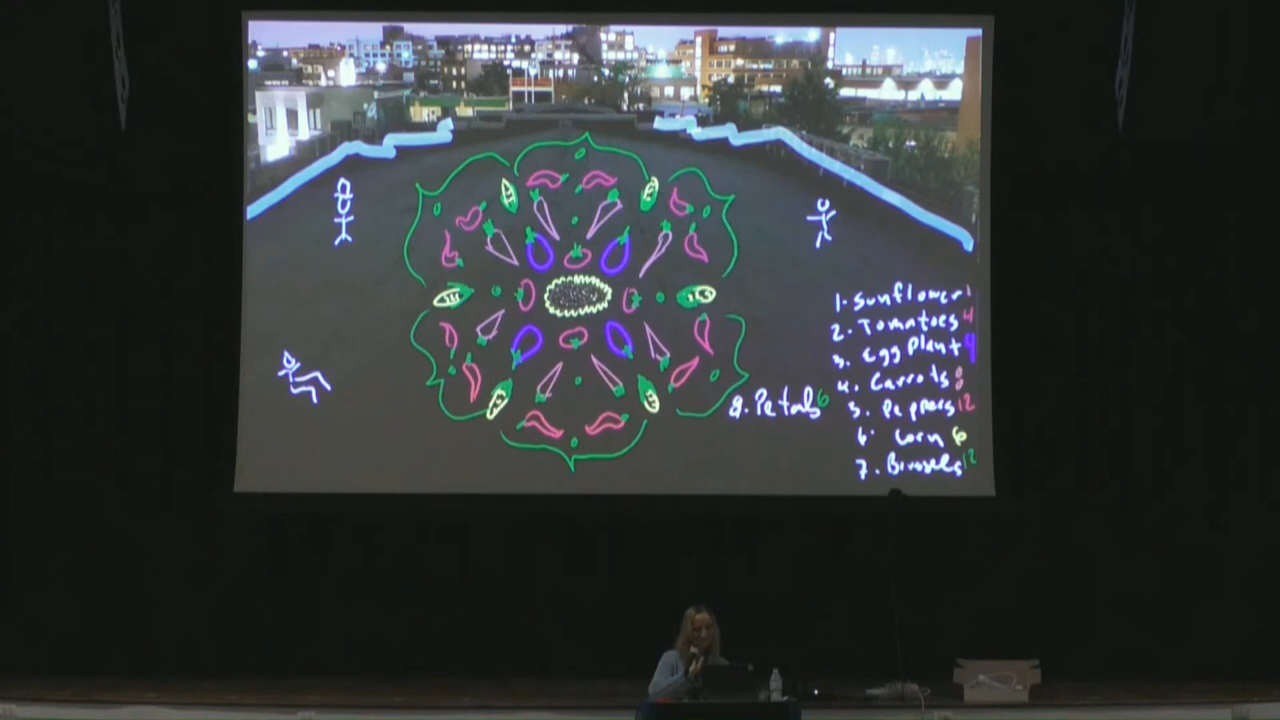 1. Sunflower 1
2. Tomatoes 4
3. Egg Plant 4
4. Carrots 8
5. Peppers 12
6. Corn 6
7. Brussels 12
8. Petals 6